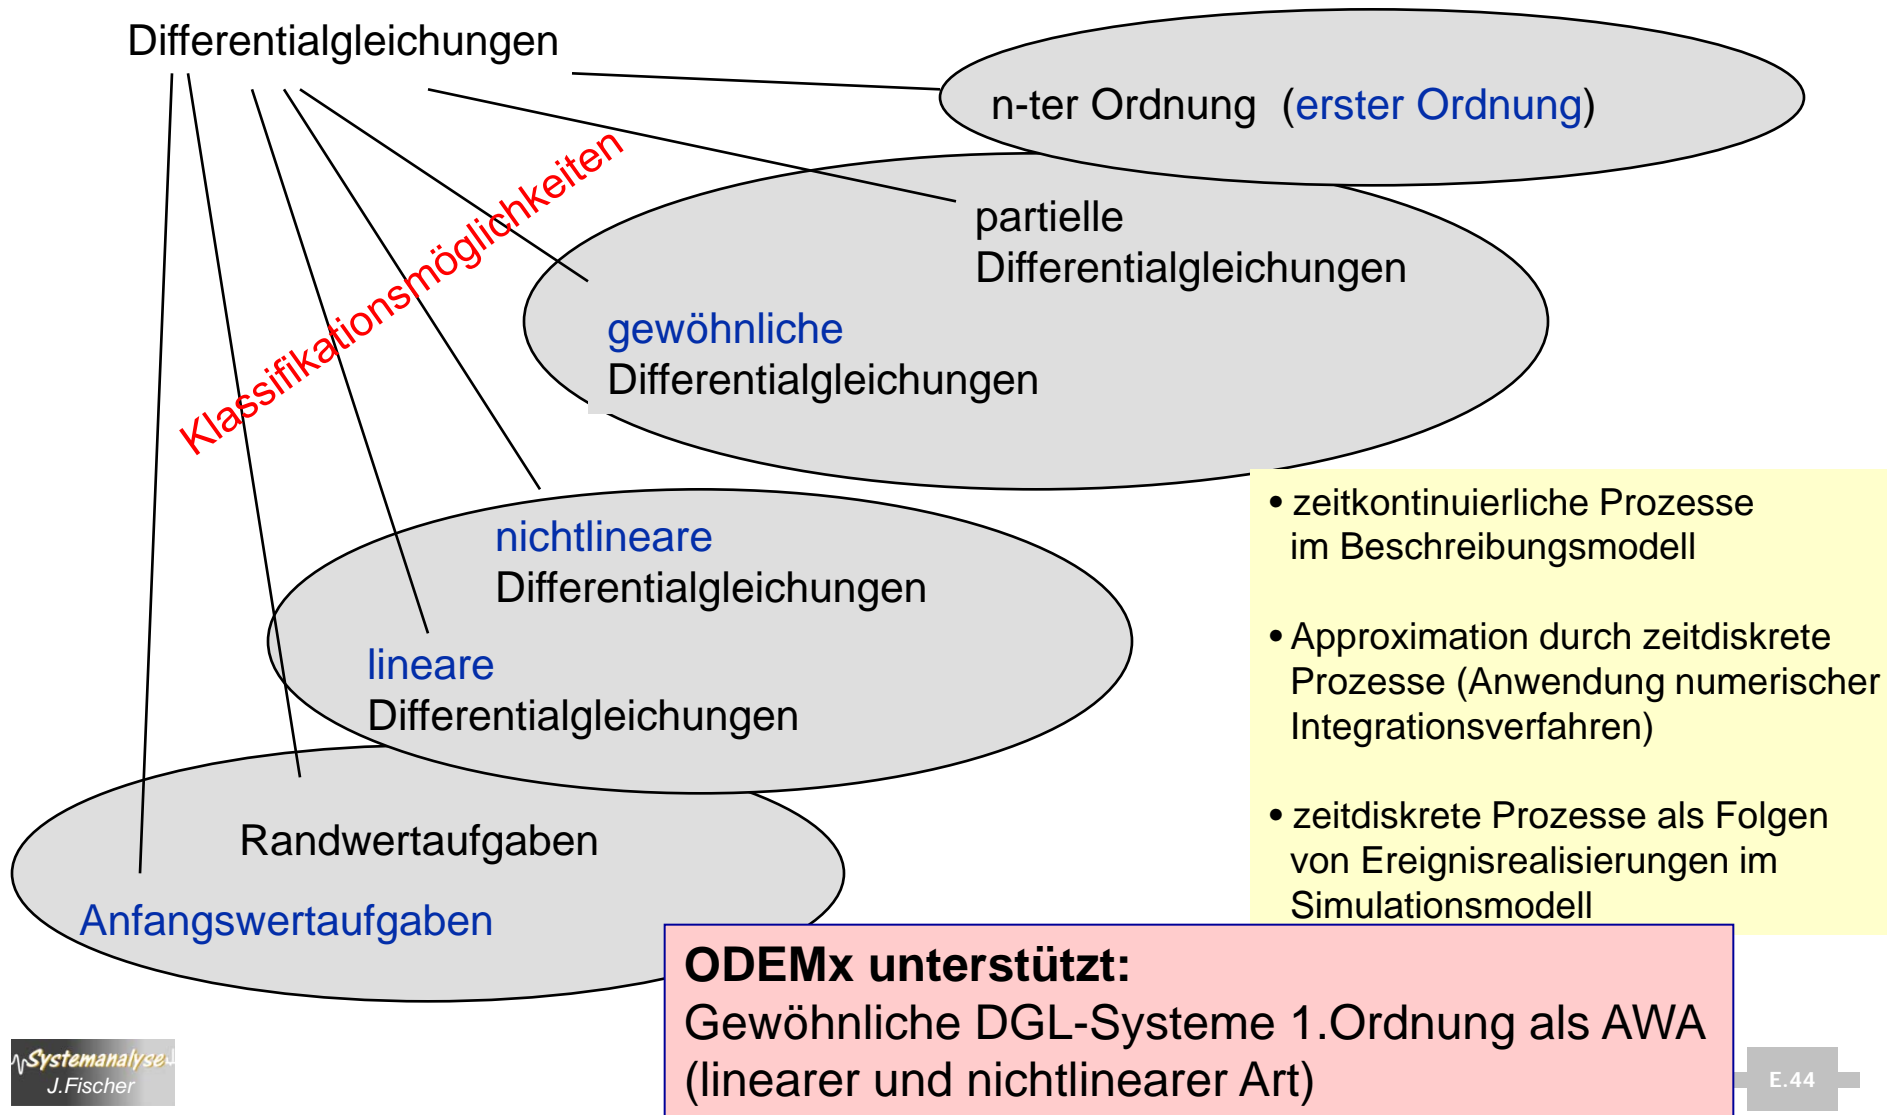 Differentialgleichungen
n-ter Ordnung (erster Ordnung)
Klassifikationsmöglichkeiten
partielle
Differentialgleichungen
gewöhnliche
Differentialgleichungen
nichtlineare
Differentialgleichungen
lineare
Differentialgleichungen
Randwertaufgaben
Anfangswertaufgaben
• zeitkontinuierliche Prozesse
im Beschreibungsmodell
• Approximation durch zeitdiskrete
Prozesse (Anwendung numerischer
Integrationsverfahren)
• zeitdiskrete Prozesse als Folgen
von Ereignisrealisierungen im
Simulationsmodell
ODEMx unterstützt:
Gewöhnliche DGL-Systeme 1.Ordnung als AWA
(linearer und nichtlinearer Art)
Systemanalyse
J.Fischer
E.44